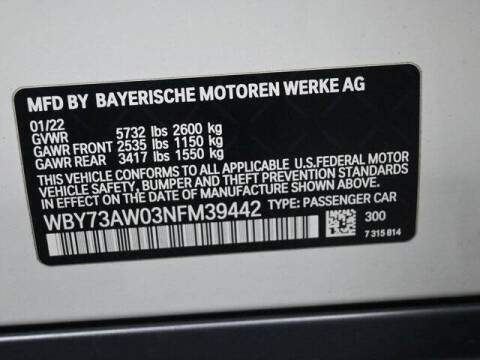 MFD BY BAYERISCHE MOTOREN WERKE AG
01/22
GVWR 5732 lbs 2600 kg
GAWR FRONT 2535 lbs 1150 kg
GAWR REAR 3417 lbs 1550 kg
THIS VEHICLE CONFORMS TO ALL APPLICABLE U.S.FEDERAL MOTOR
VEHICLE SAFETY, BUMPER, AND THEFT PREVENTION STANDARDS
IN EFFECT ON THE DATE OF MANUFACTURE SHOWN ABOVE.
WBY73AW03NFM39442 TYPE: PASSENGER CAR
300
7 315 814